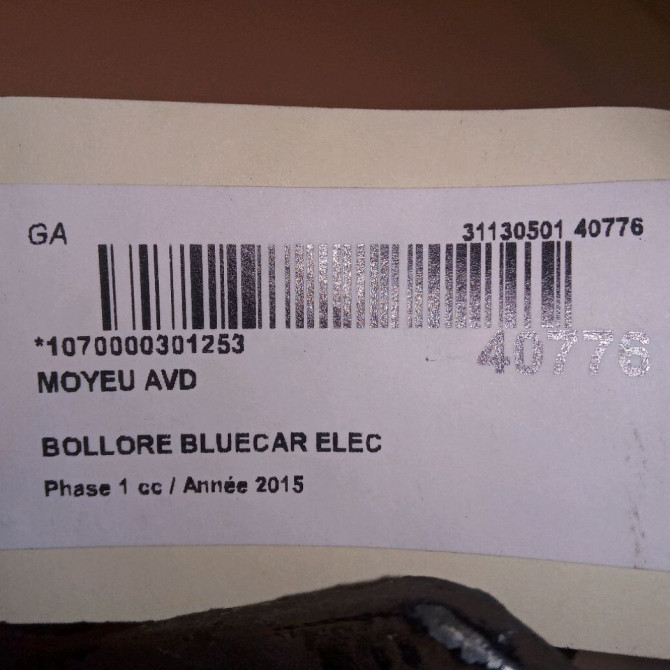 GA 31130501 40776
*1070000301253 40776
MOYEU AVD
BOLLORE BLUECAR ELEC
Phase 1 cc / Année 2015